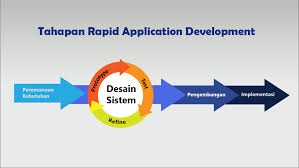 Tahapan Rapid Application Development
Perencanaan
Kebutuhan
Prototype
Desain
Sistem
Test
Refine
Pengembangan
Implementasi